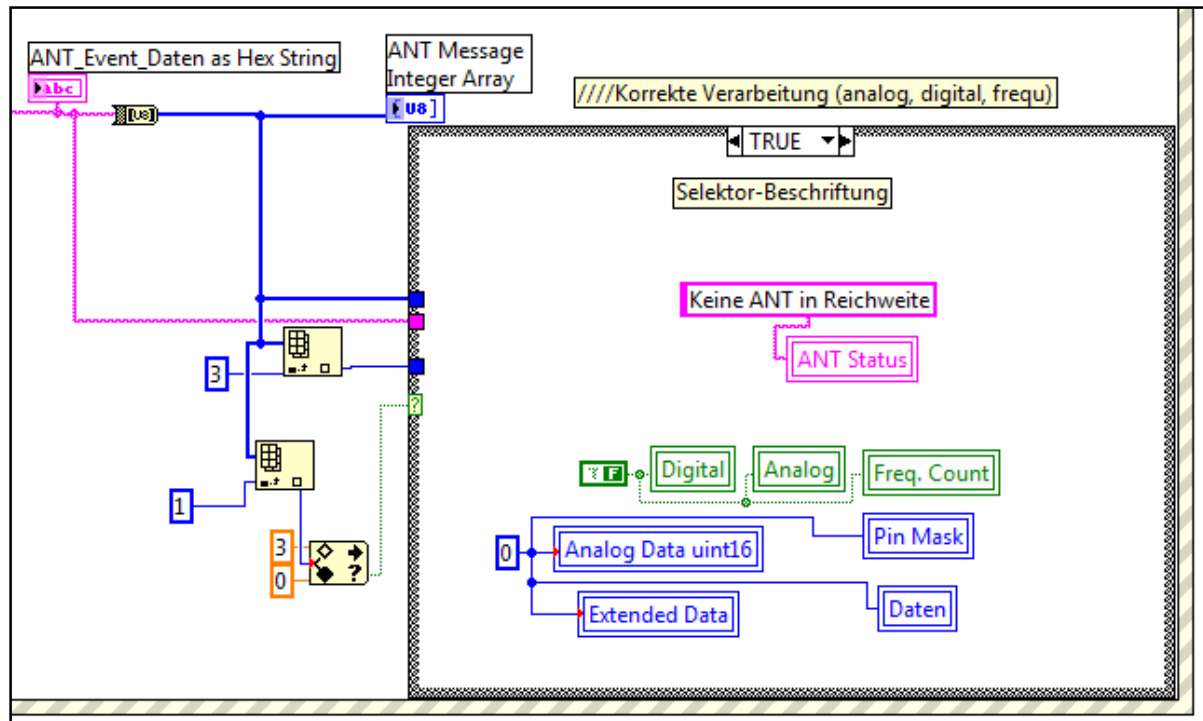 ANT_Event_Daten as Hex String
abc
[U8]
ANT Message
Integer Array
[U8]
////Korrekte Verarbeitung (analog, digital, frequ)
TRUE
Selektor-Beschriftung
Keine ANT in Reichweite
ANT Status
3
?
1
3
0
?
F
Digital
Analog
Freq. Count
0
Analog Data uint16
Pin Mask
Extended Data
Daten